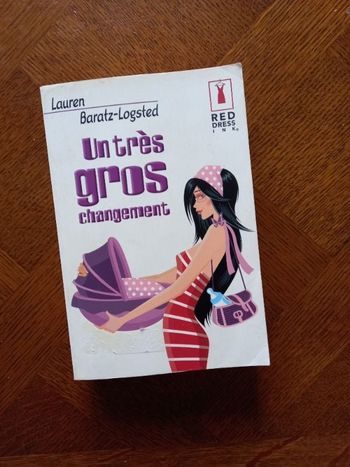 Lauren
Baratz-Logsted
RED
DRESS
INK®
Un très
gros
changement